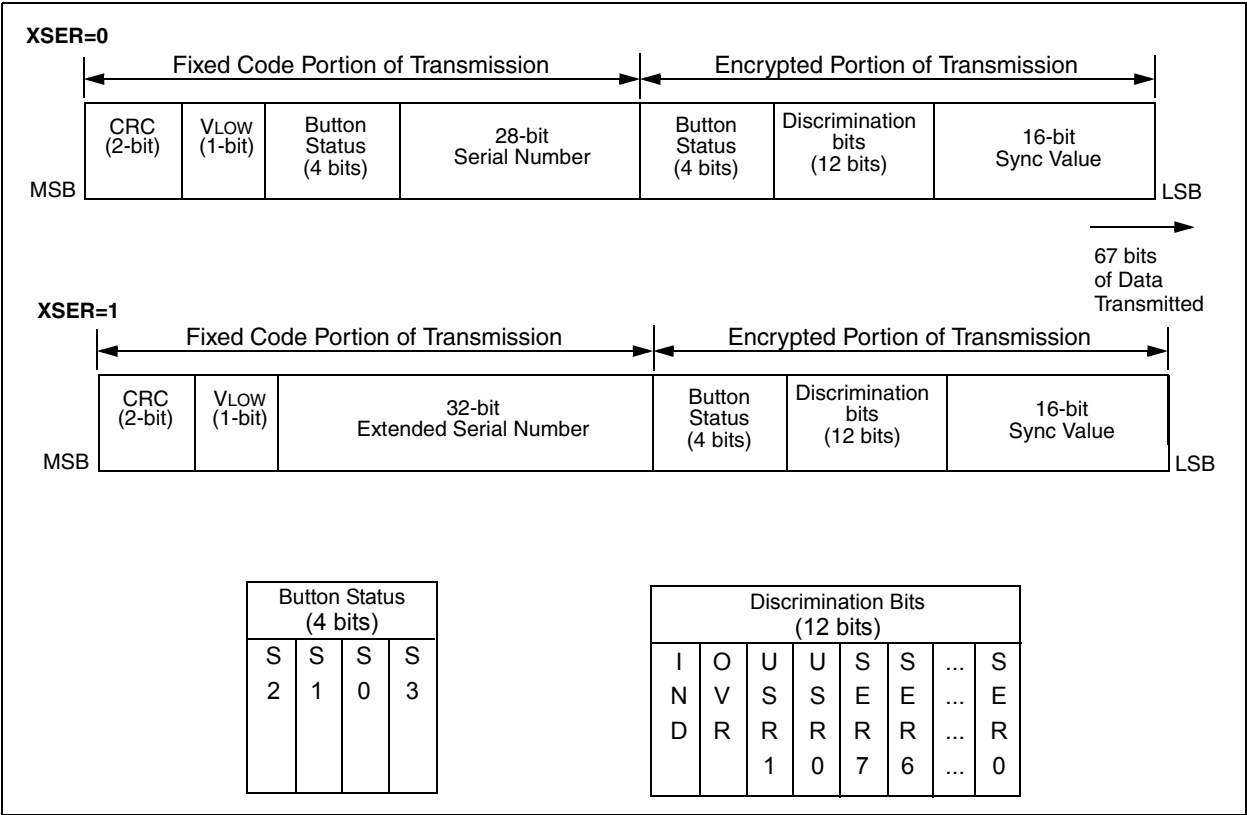 XSER=0
Fixed Code Portion of Transmission
Encrypted Portion of Transmission
CRC
(2-bit)
VLOW
(1-bit)
Button
Status
(4 bits)
28-bit
Serial Number
Button
Status
(4 bits)
Discrimination
bits
(12 bits)
16-bit
Sync Value
MSB
LSB
67 bits
of Data
Transmitted
XSER=1
Fixed Code Portion of Transmission
Encrypted Portion of Transmission
CRC
(2-bit)
VLOW
(1-bit)
32-bit
Extended Serial Number
Button
Status
(4 bits)
Discrimination
bits
(12 bits)
16-bit
Sync Value
MSB
LSB
Button Status
(4 bits)
S S S S
2 1 0 3
Discrimination Bits
(12 bits)
I O U U S S ... S
N V S S E E ... E
D R R R R R ... R
1 0 7 6 ... 0